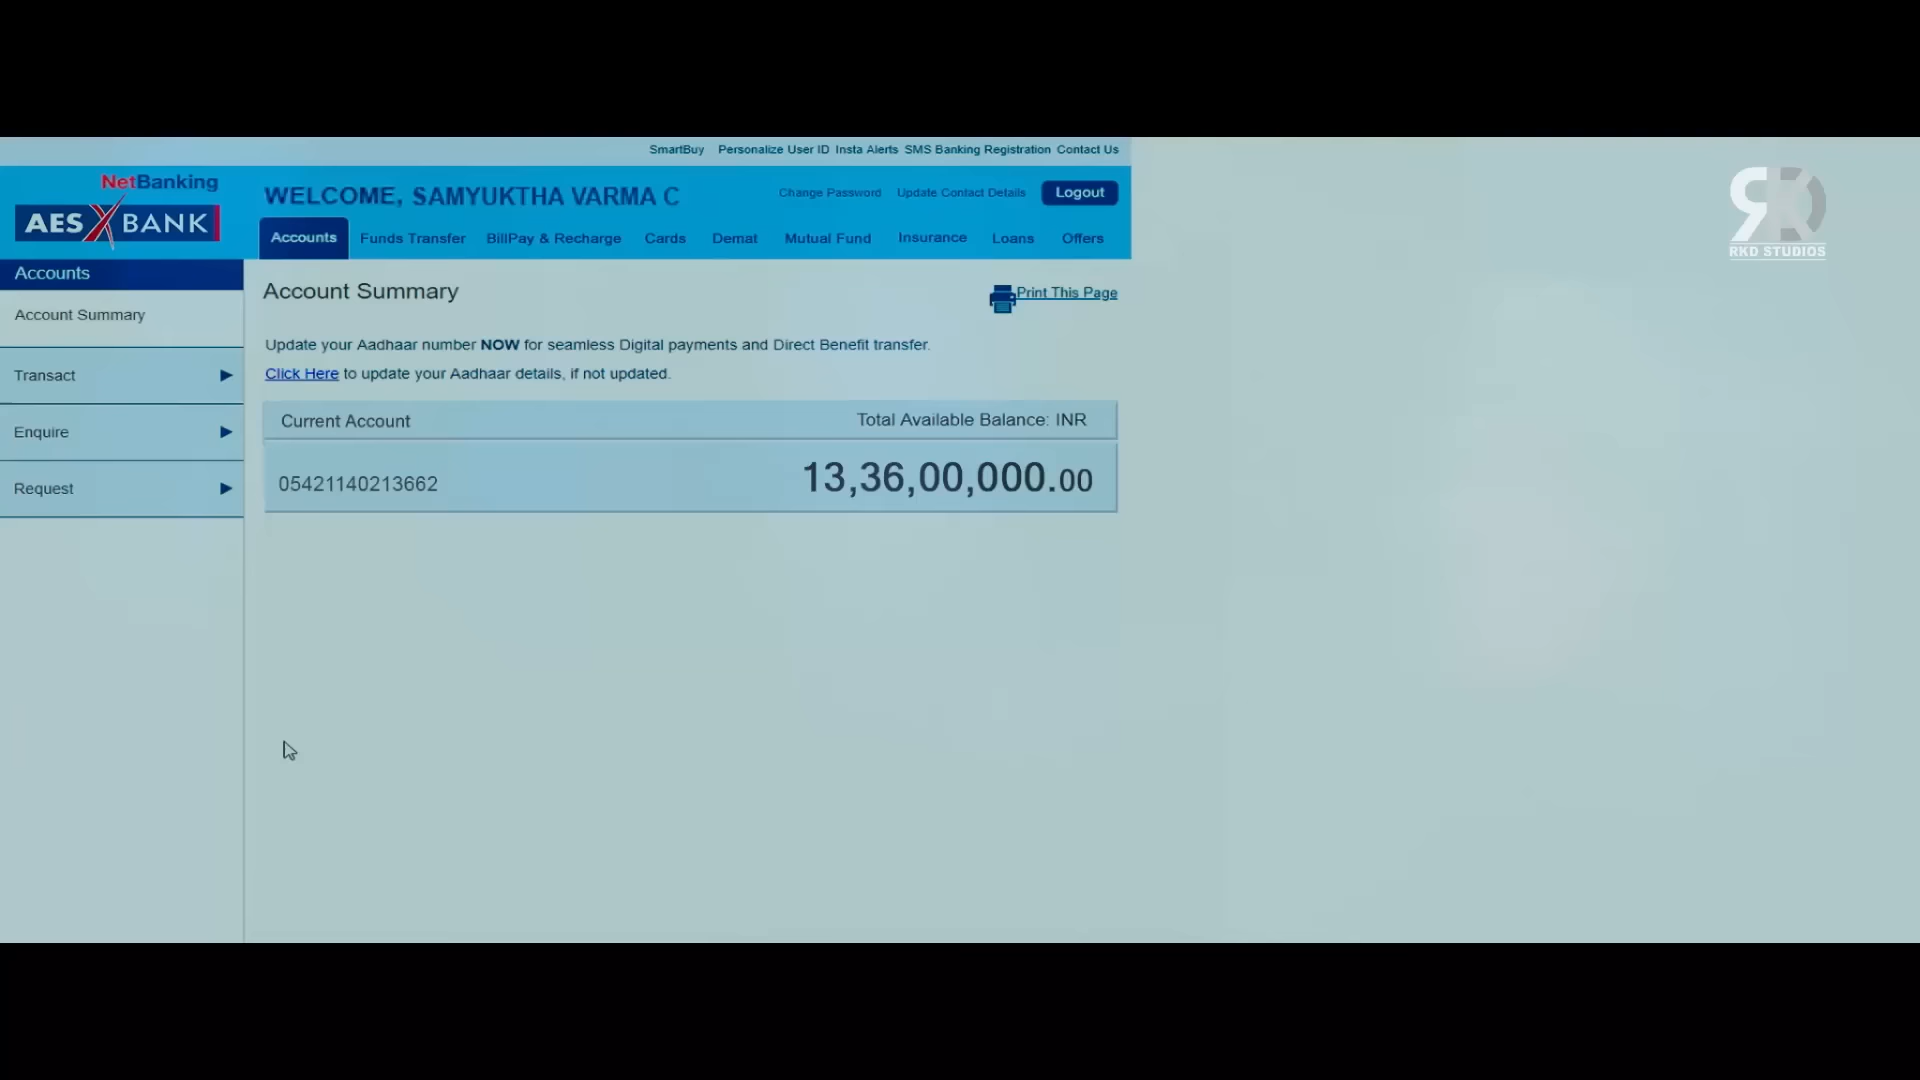 SmartBuy Personalize User ID Insta Alerts SMS Banking Registration Contact Us
NetBanking
AES X BANK
WELCOME, SAMYUKTHA VARMA C
Change Password Update Contact Details Logout
Accounts Funds Transfer BillPay & Recharge Cards Demat Mutual Fund Insurance Loans Offers
RKD
RKD STUDIOS
Accounts
Account Summary
Transact
Enquire
Request
Account Summary
Print This Page
Update your Aadhaar number NOW for seamless Digital payments and Direct Benefit transfer.
Click Here to update your Aadhaar details, if not updated.
Current Account Total Available Balance: INR
05421140213662 13,36,00,000.00